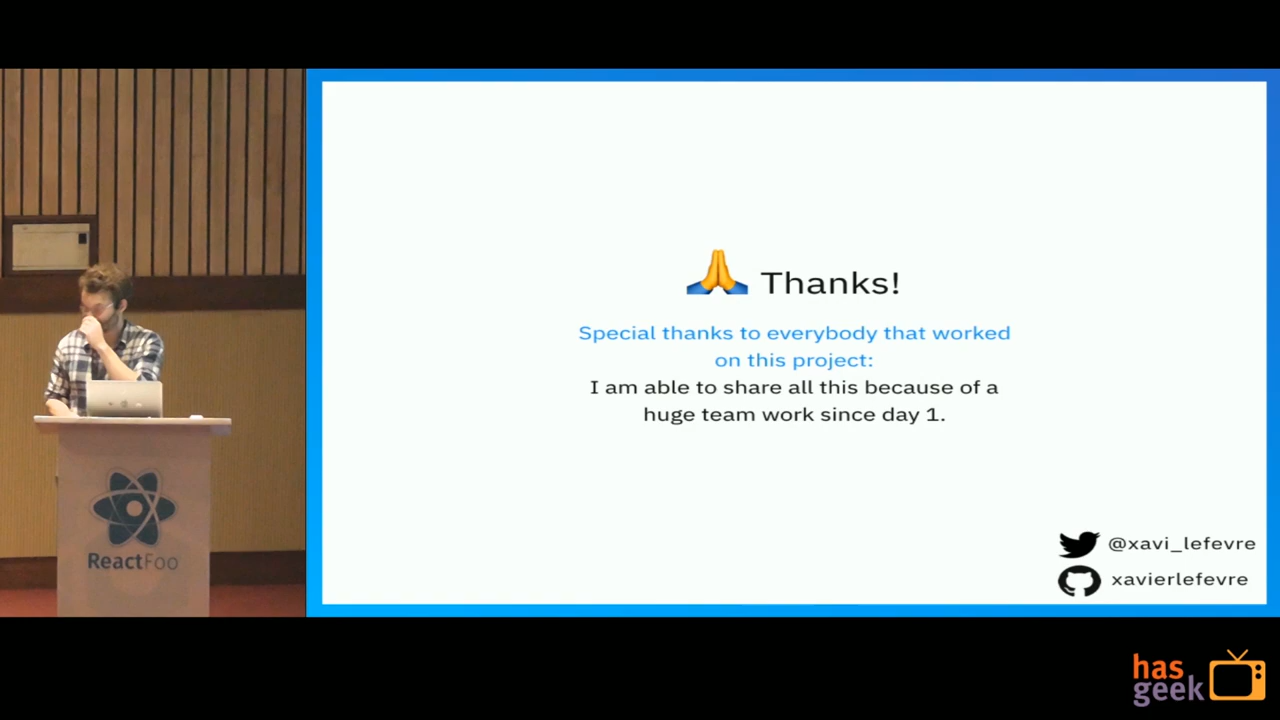 🙏 Thanks!
Special thanks to everybody that worked
on this project:
I am able to share all this because of a
huge team work since day 1.
@xavi_lefevre
xavierlefevre
ReactFoo
has
geek